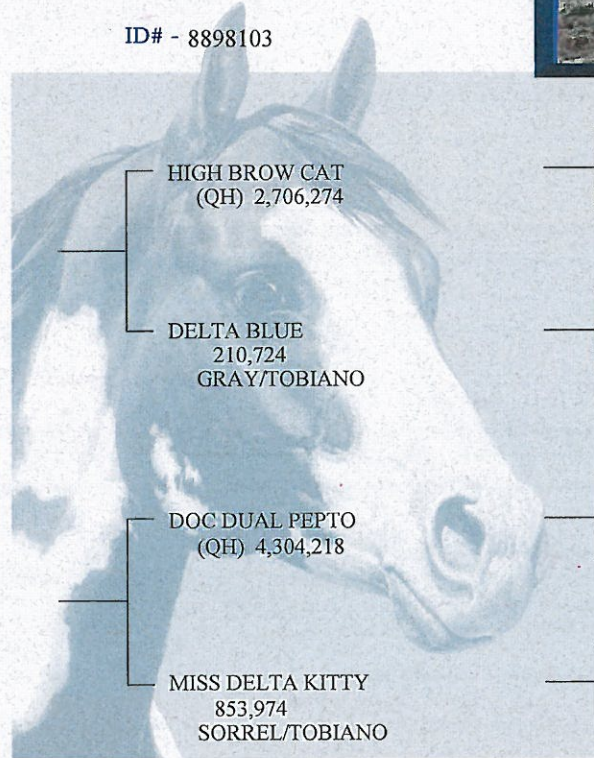 ID# - 8898103
HIGH BROW CAT
(QH) 2,706,274
DELTA BLUE
210,724
GRAY/TOBIANO
DOC DUAL PEPTO
(QH) 4,304,218
MISS DELTA KITTY
853,974
SORREL/TOBIANO